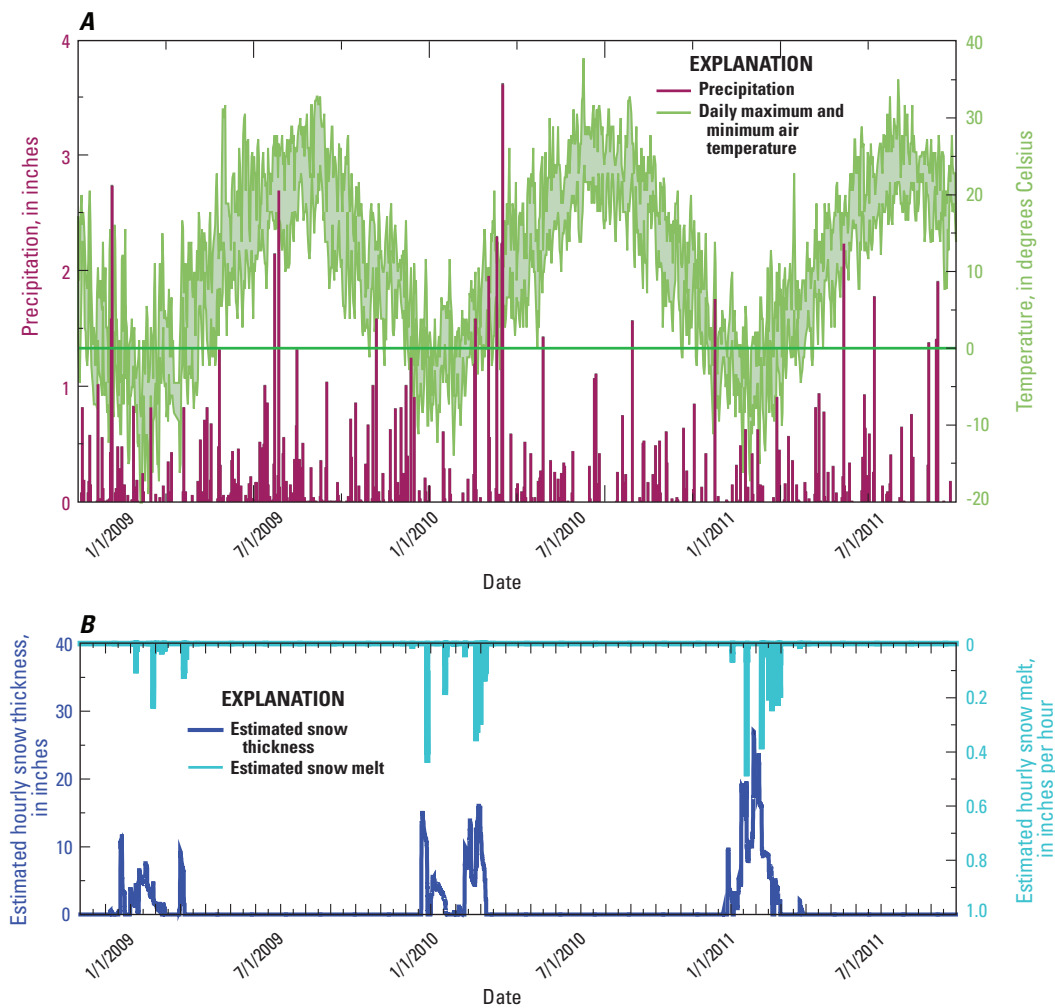 A
4
3
2
1
0
Precipitation, in inches
EXPLANATION
Precipitation
Daily maximum and
minimum air
temperature
40
30
20
10
0
-10
-20
Temperature, in degrees Celsius
1/1/2009
7/1/2009
1/1/2010
7/1/2010
1/1/2011
7/1/2011
Date
B
40
30
20
10
0
Estimated hourly snow thickness,
in inches
EXPLANATION
Estimated snow
thickness
Estimated snow melt
0
0.2
0.4
0.6
0.8
1.0
Estimated hourly snow melt,
in inches per hour
1/1/2009
7/1/2009
1/1/2010
7/1/2010
1/1/2011
7/1/2011
Date